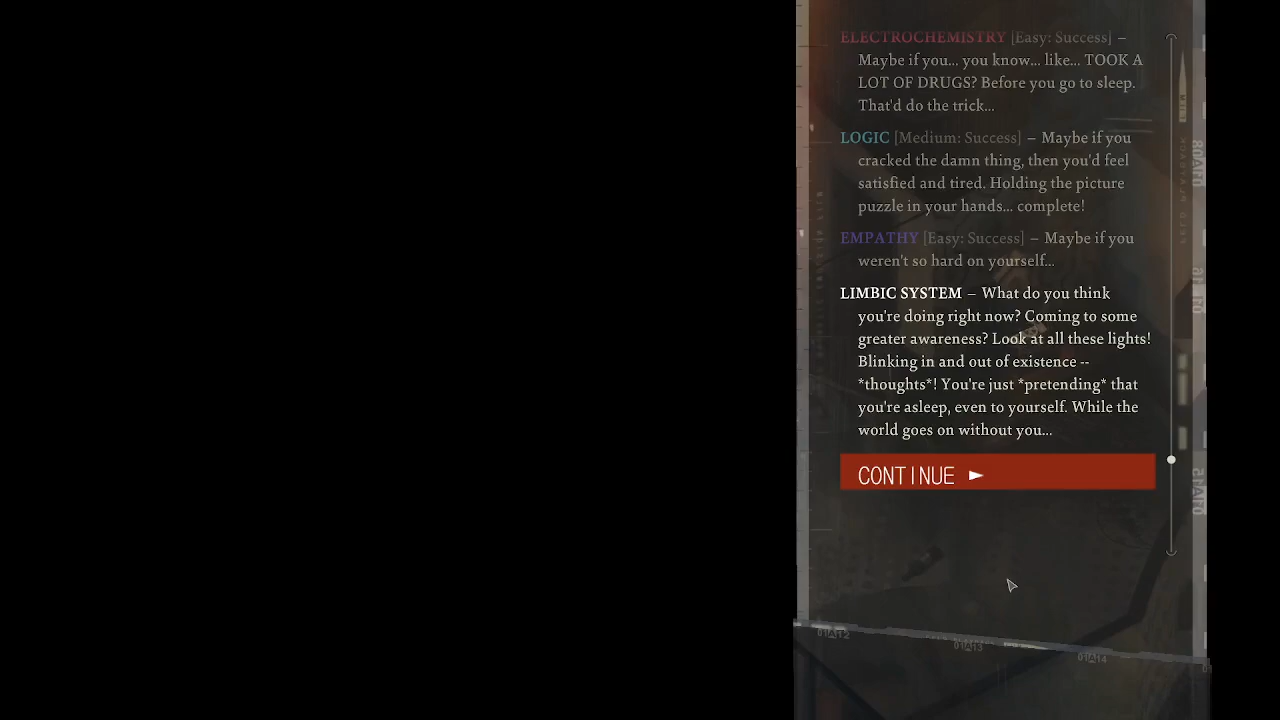 ELECTROCHEMISTRY [Easy: Success] –
Maybe if you... you know... like... TOOK A
LOT OF DRUGS? Before you go to sleep.
That'd do the trick...
LOGIC [Medium: Success] – Maybe if you
cracked the damn thing, then you'd feel
satisfied and tired. Holding the picture
puzzle in your hands... complete!
EMPATHY [Easy: Success] – Maybe if you
weren't so hard on yourself...
LIMBIC SYSTEM – What do you think
you're doing right now? Coming to some
greater awareness? Look at all these lights!
Blinking in and out of existence --
*thoughts*! You're just *pretending* that
you're asleep, even to yourself. While the
world goes on without you...
CONTINUE
01A12
01A13
01A14